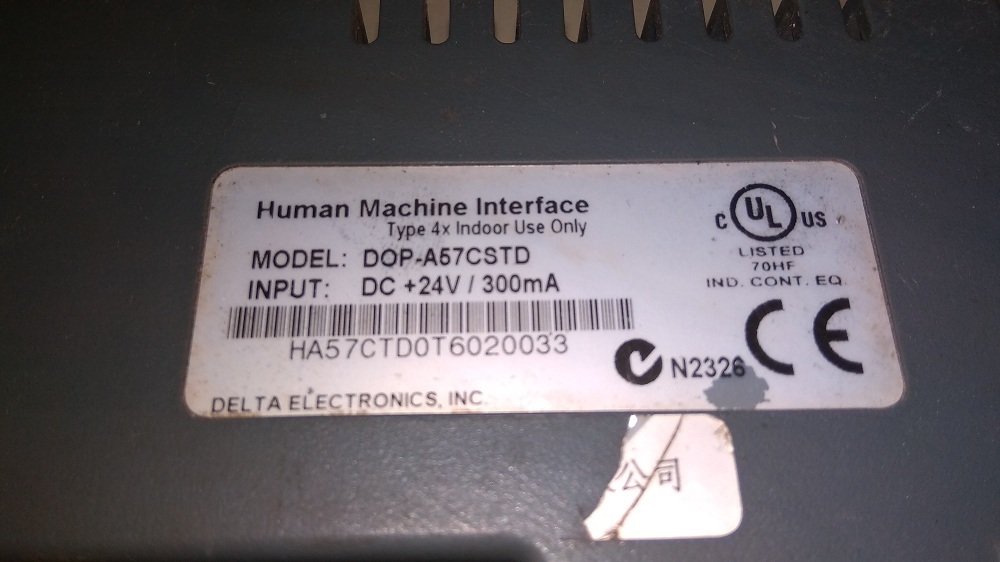 Human Machine Interface
Type 4x Indoor Use Only
MODEL: DOP-A57CSTD
INPUT: DC +24V / 300mA
HA57CTD0T6020033
DELTA ELECTRONICS, INC.
C UL US
LISTED
70HF
IND. CONT. EQ.
CE
N2326
公司